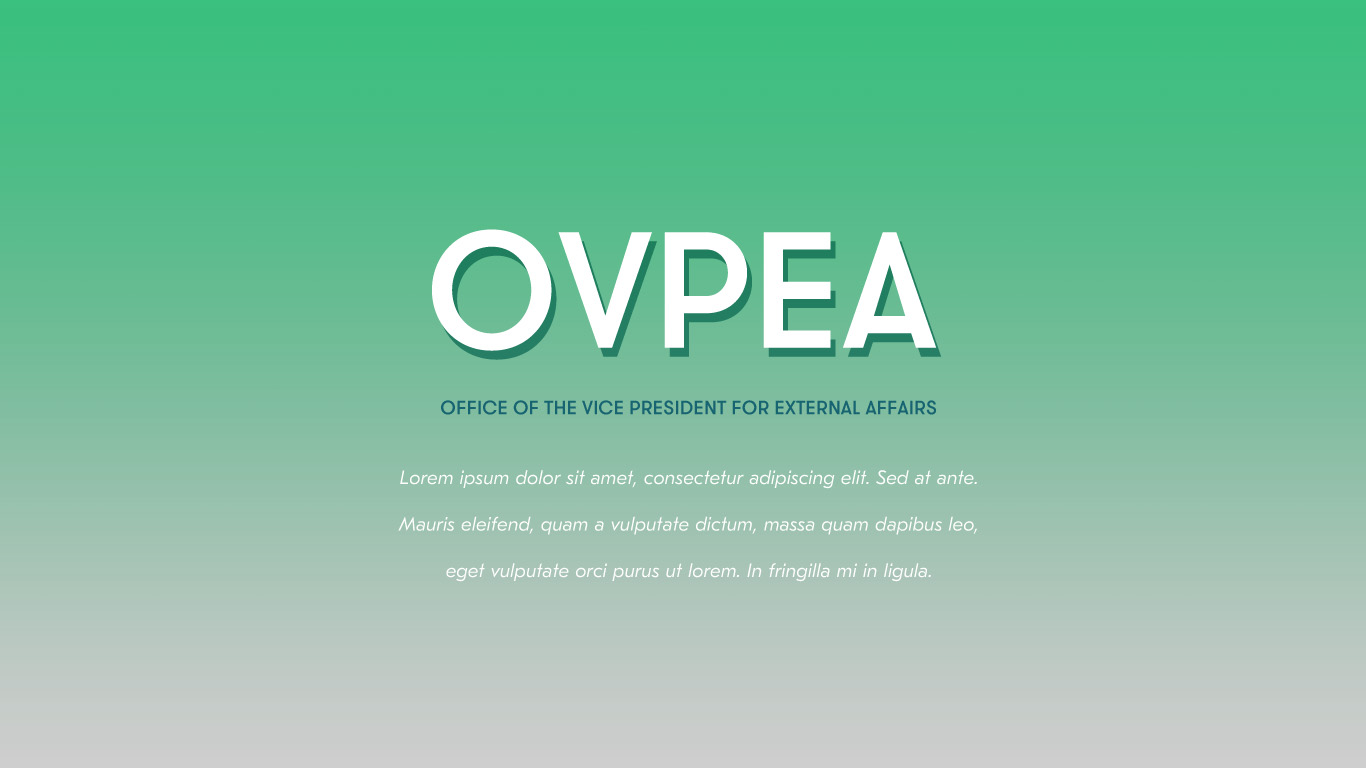 OVPEA
OFFICE OF THE VICE PRESIDENT FOR EXTERNAL AFFAIRS
Lorem ipsum dolor sit amet, consectetur adipiscing elit. Sed at ante.
Mauris eleifend, quam a vulputate dictum, massa quam dapibus leo,
eget vulputate orci purus ut lorem. In fringilla mi in ligula.